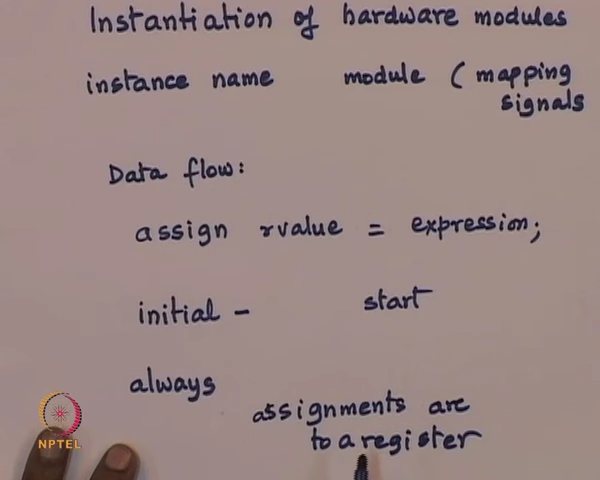 Instantiation of hardware modules
instance name module ( mapping
signals
Data flow:
assign rvalue = expression;
initial - start
always
assignments are
to a register
NPTEL